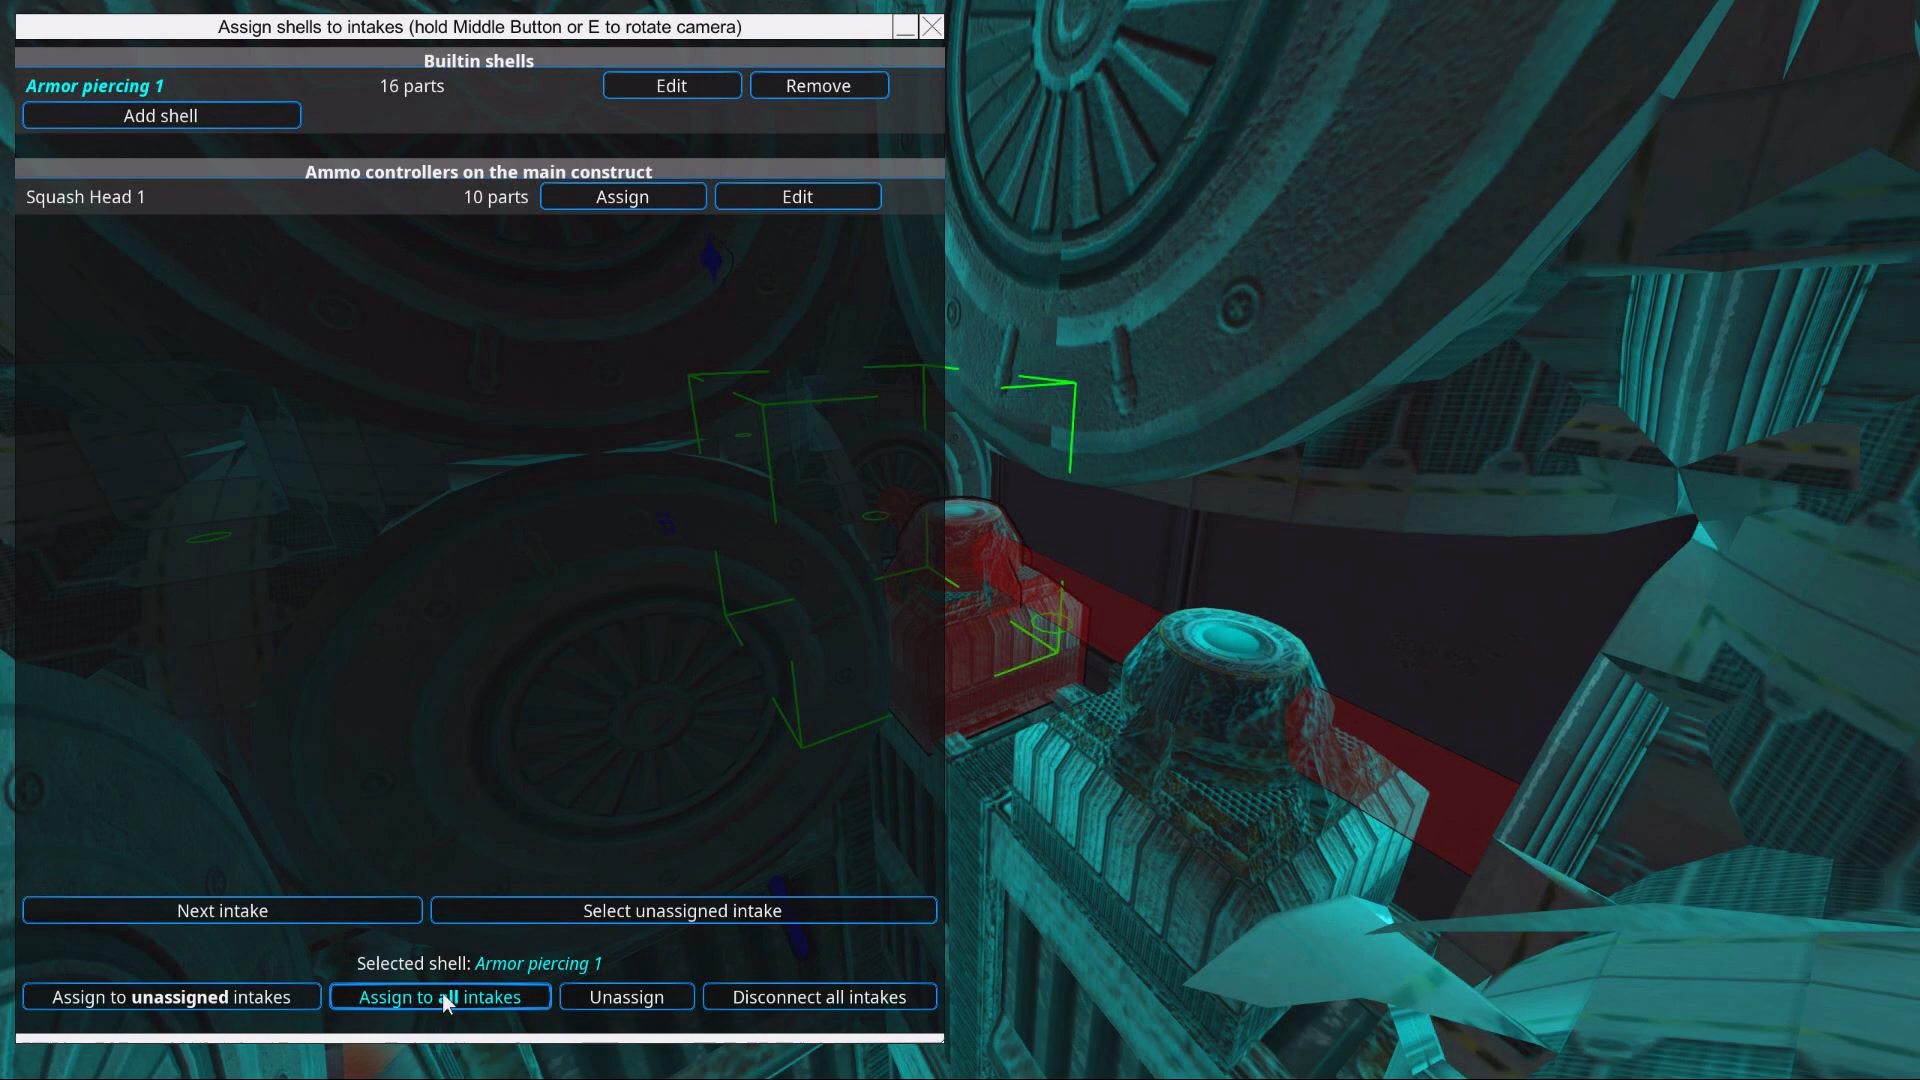 Assign shells to intakes (hold Middle Button or E to rotate camera)
Builtin shells
Armor piercing 1 16 parts Edit Remove
Add shell
Ammo controllers on the main construct
Squash Head 1 10 parts Assign Edit
Next intake Select unassigned intake
Selected shell: Armor piercing 1
Assign to unassigned intakes Assign to all intakes Unassign Disconnect all intakes